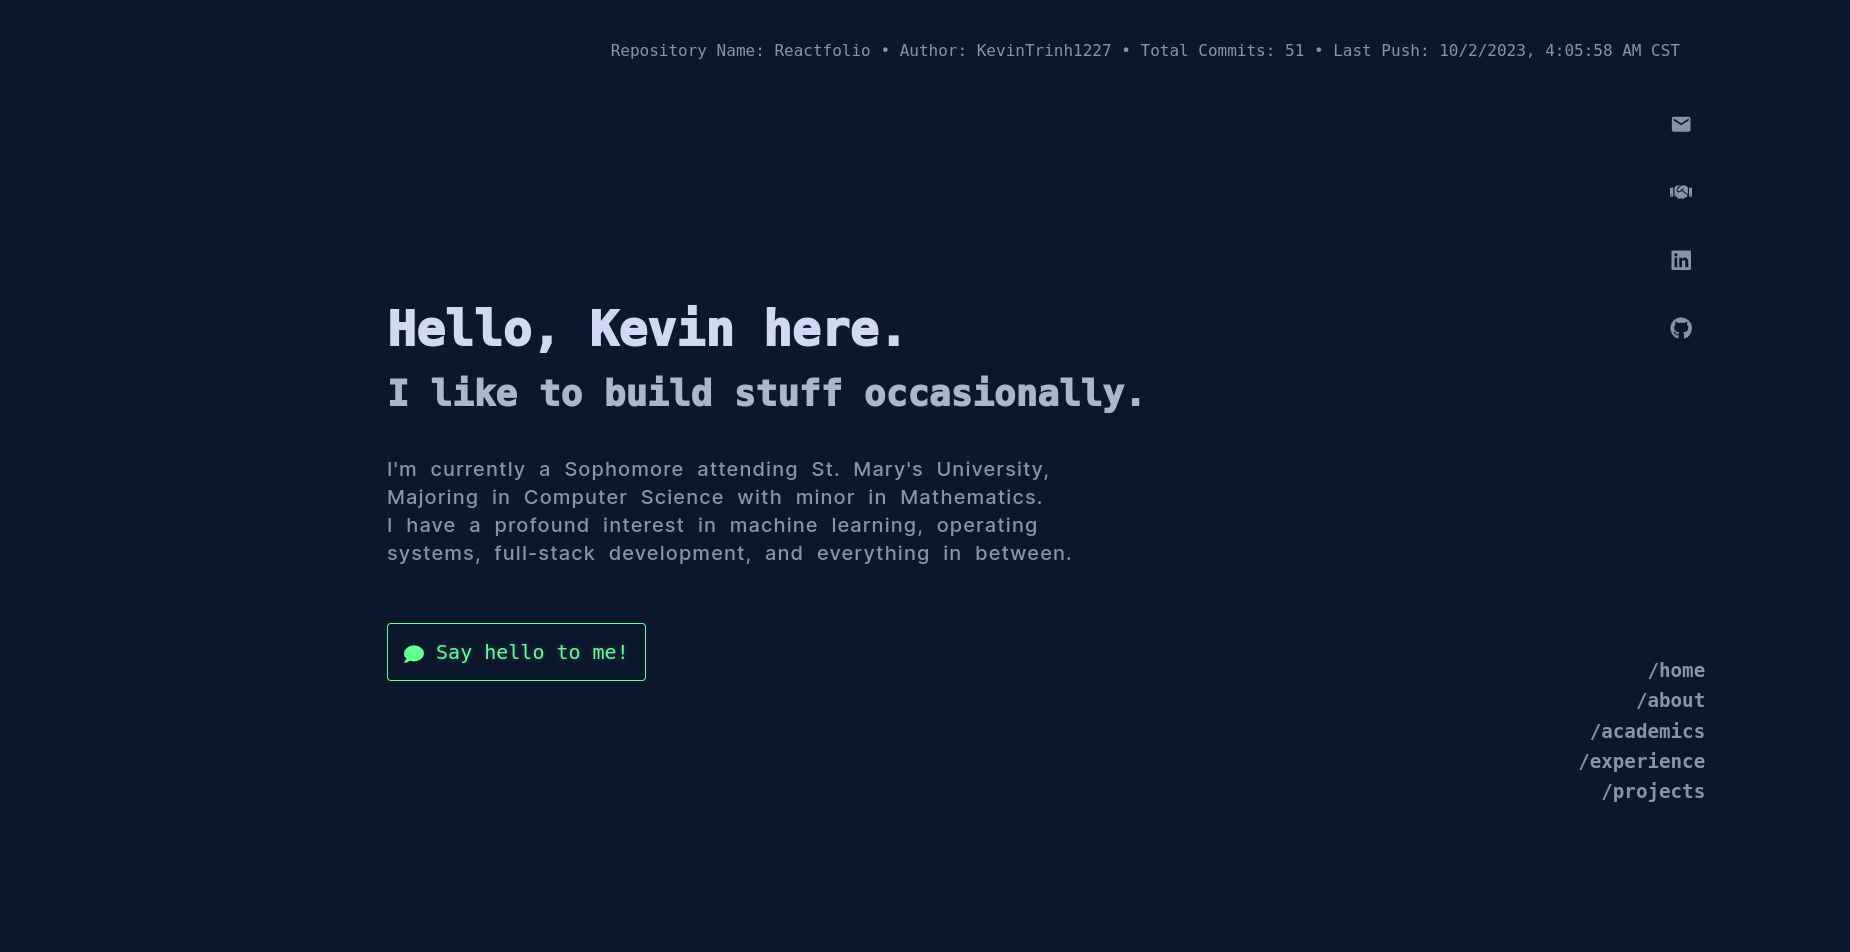 Repository Name: Reactfolio • Author: KevinTrinh1227 • Total Commits: 51 • Last Push: 10/2/2023, 4:05:58 AM CST
Hello, Kevin here.
I like to build stuff occasionally.
I'm currently a Sophomore attending St. Mary's University,
Majoring in Computer Science with minor in Mathematics.
I have a profound interest in machine learning, operating
systems, full-stack development, and everything in between.
Say hello to me!
/home
/about
/academics
/experience
/projects